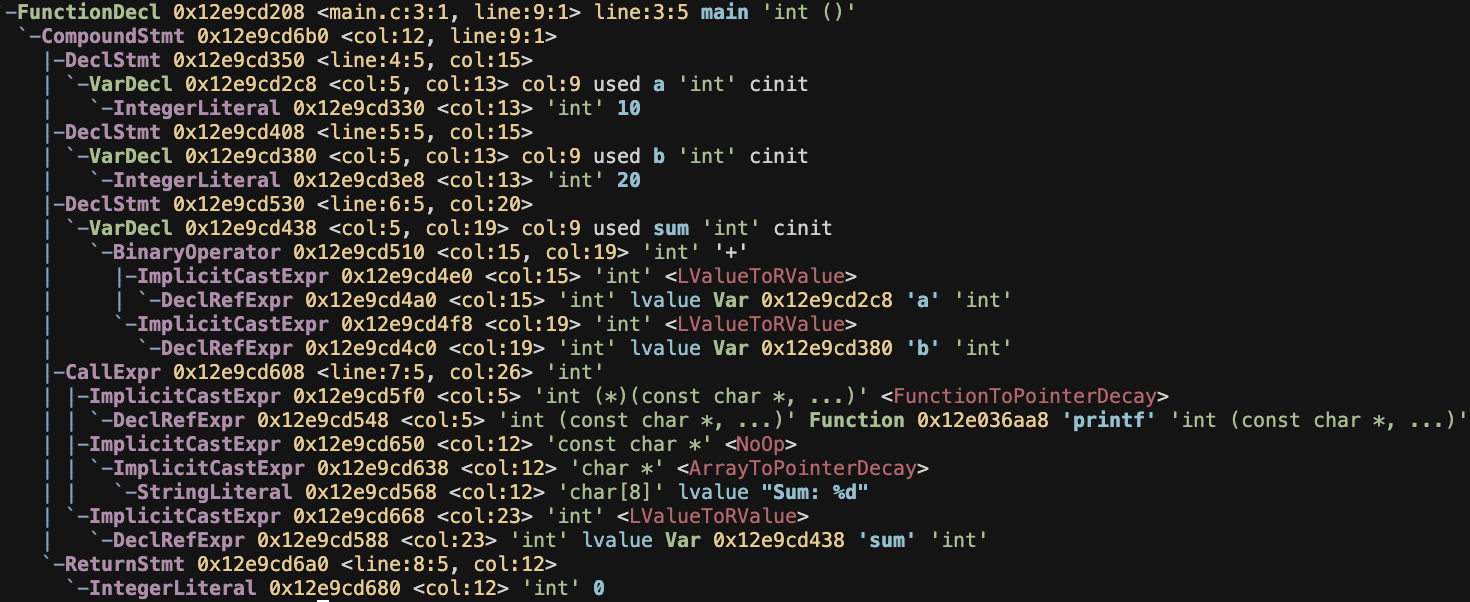 -FunctionDecl 0x12e9cd208 <main.c:3:1, line:9:1> line:3:5 main 'int ()'
`-CompoundStmt 0x12e9cd6b0 <col:12, line:9:1>
|-DeclStmt 0x12e9cd350 <line:4:5, col:15>
| `-VarDecl 0x12e9cd2c8 <col:5, col:13> col:9 used a 'int' cinit
|   `-IntegerLiteral 0x12e9cd330 <col:13> 'int' 10
|-DeclStmt 0x12e9cd408 <line:5:5, col:15>
| `-VarDecl 0x12e9cd380 <col:5, col:13> col:9 used b 'int' cinit
|   `-IntegerLiteral 0x12e9cd3e8 <col:13> 'int' 20
|-DeclStmt 0x12e9cd530 <line:6:5, col:20>
| `-VarDecl 0x12e9cd438 <col:5, col:19> col:9 used sum 'int' cinit
|   `-BinaryOperator 0x12e9cd510 <col:15, col:19> 'int' '+'
|     |-ImplicitCastExpr 0x12e9cd4e0 <col:15> 'int' <LValueToRValue>
|     | `-DeclRefExpr 0x12e9cd4a0 <col:15> 'int' lvalue Var 0x12e9cd2c8 'a' 'int'
|     `-ImplicitCastExpr 0x12e9cd4f8 <col:19> 'int' <LValueToRValue>
|       `-DeclRefExpr 0x12e9cd4c0 <col:19> 'int' lvalue Var 0x12e9cd380 'b' 'int'
|-CallExpr 0x12e9cd608 <line:7:5, col:26> 'int'
| |-ImplicitCastExpr 0x12e9cd5f0 <col:5> 'int (*)(const char *, ...)' <FunctionToPointerDecay>
| | `-DeclRefExpr 0x12e9cd548 <col:5> 'int (const char *, ...)' Function 0x12e036aa8 'printf' 'int (const char *, ...)'
| |-ImplicitCastExpr 0x12e9cd650 <col:12> 'const char *' <NoOp>
| | `-ImplicitCastExpr 0x12e9cd638 <col:12> 'char *' <ArrayToPointerDecay>
| |   `-StringLiteral 0x12e9cd568 <col:12> 'char[8]' lvalue "Sum: %d"
| `-ImplicitCastExpr 0x12e9cd668 <col:23> 'int' <LValueToRValue>
|   `-DeclRefExpr 0x12e9cd588 <col:23> 'int' lvalue Var 0x12e9cd438 'sum' 'int'
`-ReturnStmt 0x12e9cd6a0 <line:8:5, col:12>
`-IntegerLiteral 0x12e9cd680 <col:12> 'int' 0